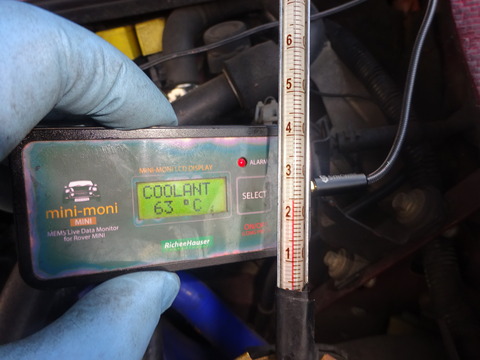 MINI-MONI LCD DISPLAY
ALARM
COOLANT
63 °C
SELECT
mini-moni
MINI
MEMS Live Data Monitor
for Rover MINI
RichenHauser
6
5
4
3
2
1